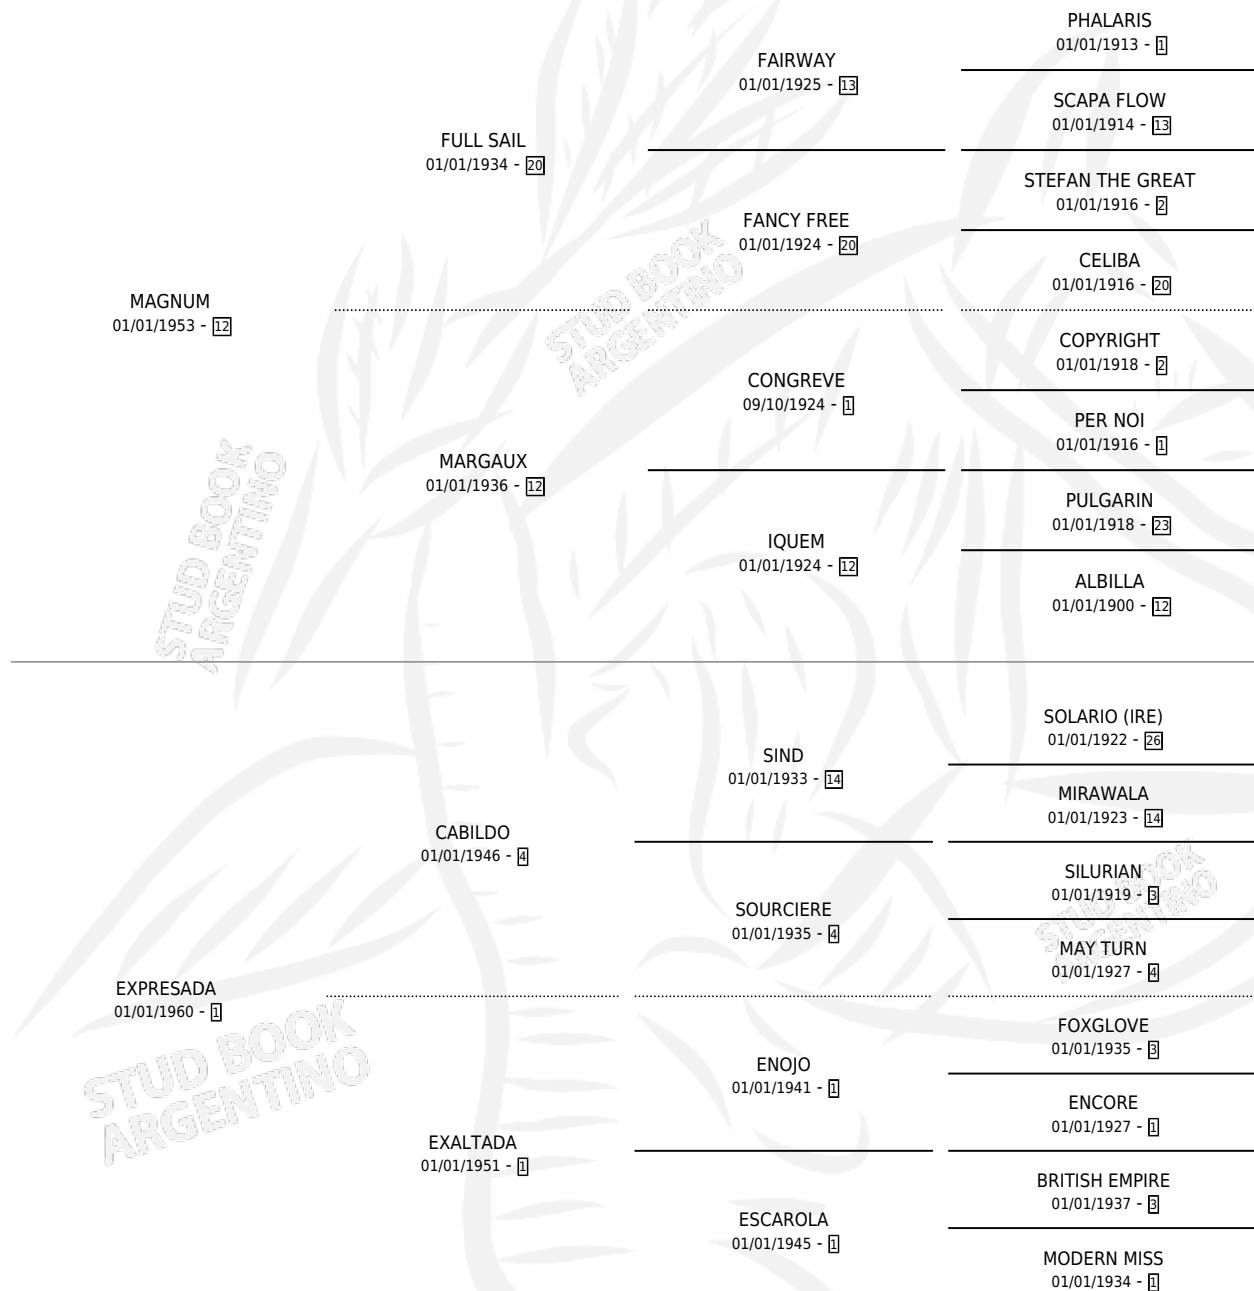 PHALARIS
01/01/1913 - 1
FAIRWAY
01/01/1925 - 13
SCAPA FLOW
01/01/1914 - 13
FULL SAIL
01/01/1934 - 20
STEFAN THE GREAT
01/01/1916 - 2
FANCY FREE
01/01/1924 - 20
CELIBA
01/01/1916 - 20
MAGNUM
01/01/1953 - 12
COPYRIGHT
01/01/1918 - 2
CONGREVE
09/10/1924 - 1
PER NOI
01/01/1916 - 1
MARGAUX
01/01/1936 - 12
PULGARIN
01/01/1918 - 23
IQUEM
01/01/1924 - 12
ALBILLA
01/01/1900 - 12
SOLARIO (IRE)
01/01/1922 - 26
SIND
01/01/1933 - 14
MIRAWALA
01/01/1923 - 14
CABILDO
01/01/1946 - 4
SILURIAN
01/01/1919 - 3
SOURCIERE
01/01/1935 - 4
MAY TURN
01/01/1927 - 4
EXPRESADA
01/01/1960 - 1
FOXGLOVE
01/01/1935 - 3
ENOJO
01/01/1941 - 1
ENCORE
01/01/1927 - 1
EXALTADA
01/01/1951 - 1
BRITISH EMPIRE
01/01/1937 - 3
ESCAROLA
01/01/1945 - 1
MODERN MISS
01/01/1934 - 1
STUD BOOK
ARGENTINO
STUD BOOK
ARGENTINO
STUD BOOK
ARGENTINO
STUD BOOK
ARGENTINO